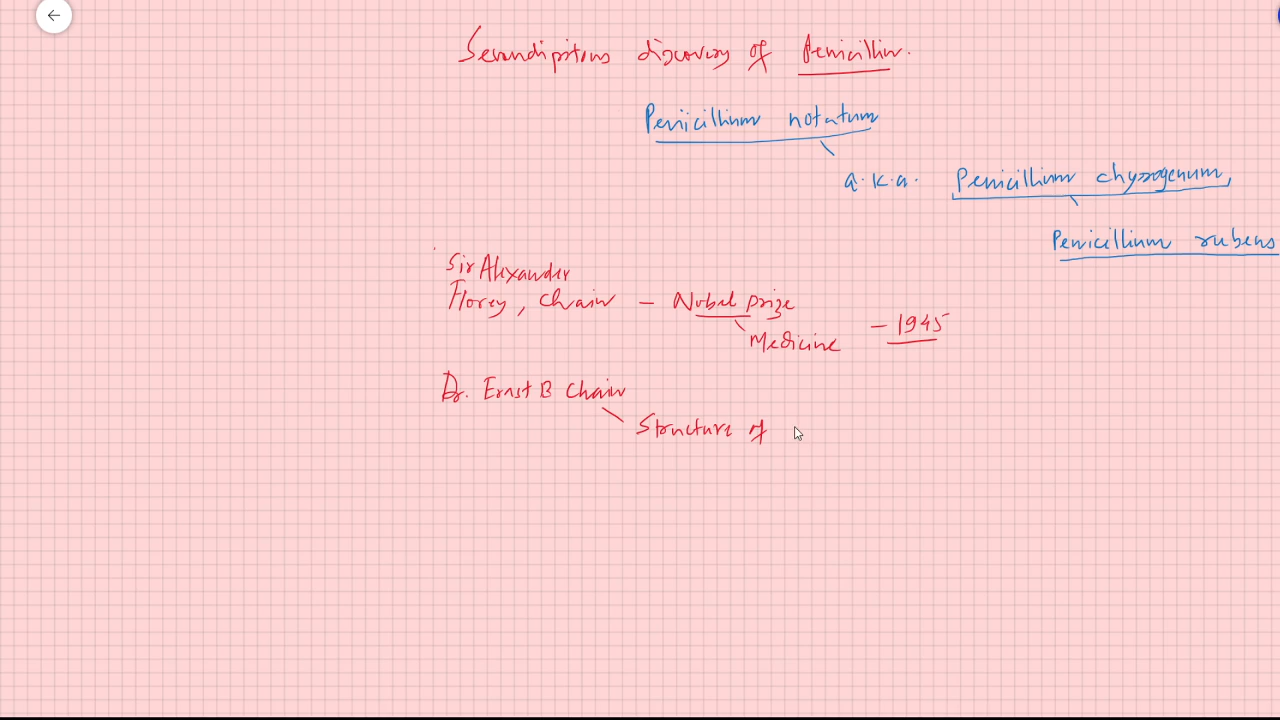 Serendipitous discovery of Penicillin.
Penicillium notatum
a.k.a. Penicillium chysrogenum,
Penicillium rubens
Sir Alexander
Florey, Chain - Nobel prize
Medicine - 1945
Dr. Ernst B Chain
Structure of